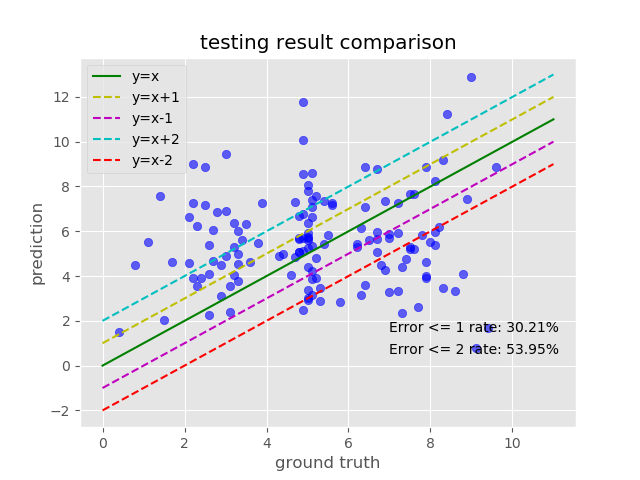 testing result comparison
y=x
y=x+1
y=x-1
y=x+2
y=x-2
12
10
8
6
4
2
0
−2
prediction
Error <= 1 rate: 30.21%
Error <= 2 rate: 53.95%
0 2 4 6 8 10
ground truth